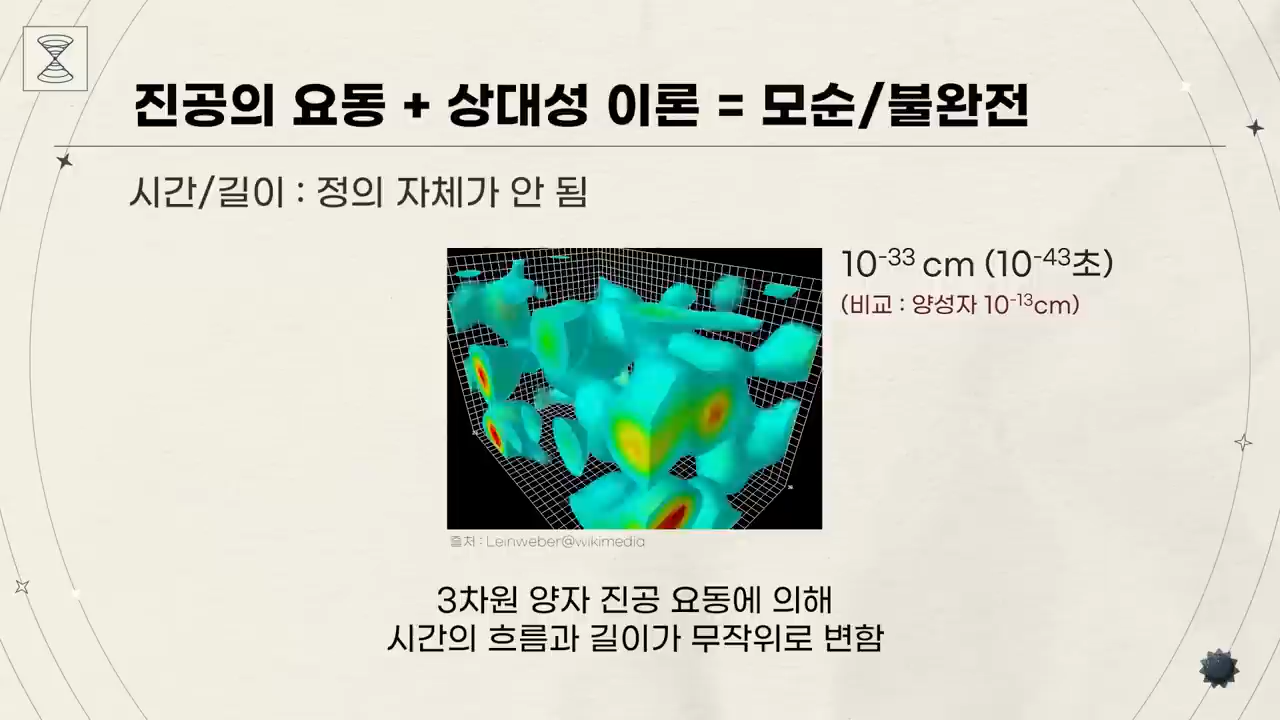 진공의 요동 + 상대성 이론 = 모순/불완전
시간/길이 : 정의 자체가 안 됨
10⁻³³ cm (10⁻⁴³초)
(비교 : 양성자 10⁻¹³cm)
출처 : Leinweber@wikimedia
3차원 양자 진공 요동에 의해
시간의 흐름과 길이가 무작위로 변함